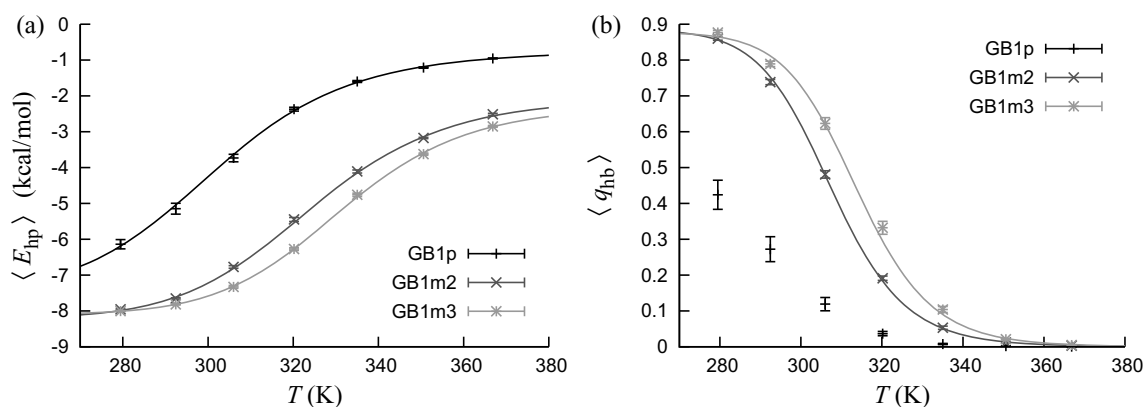 (a)
0
-1
-2
-3
-4
-5
-6
-7
-8
-9
⟨ E_hp ⟩ (kcal/mol)
280 300 320 340 360 380
T (K)
GB1p
GB1m2
GB1m3
(b)
0.9
0.8
0.7
0.6
0.5
0.4
0.3
0.2
0.1
0
⟨ q_hb ⟩
280 300 320 340 360 380
T (K)
GB1p
GB1m2
GB1m3